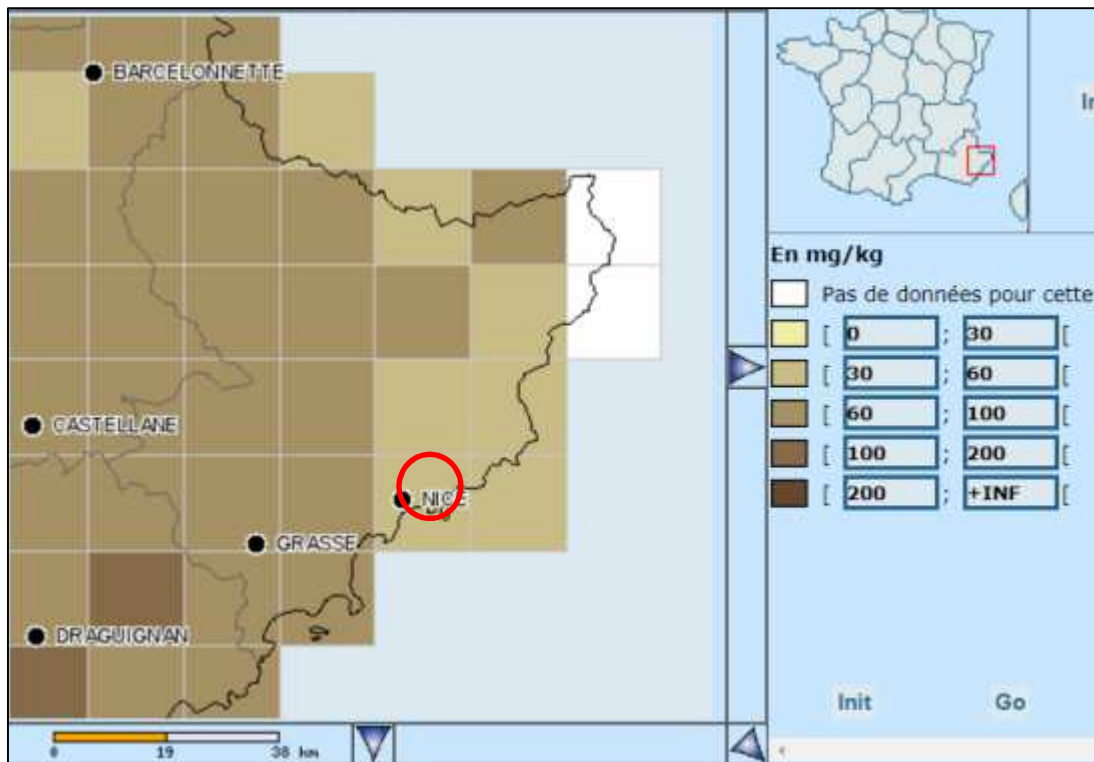 BARCELONNETTE
CASTELLANE
NICE
GRASSE
DRAGUIGNAN
0 19 38 km
En mg/kg
Pas de données pour cette
[ 0 ; 30 [
[ 30 ; 60 [
[ 60 ; 100 [
[ 100 ; 200 [
[ 200 ; +INF [
Init Go